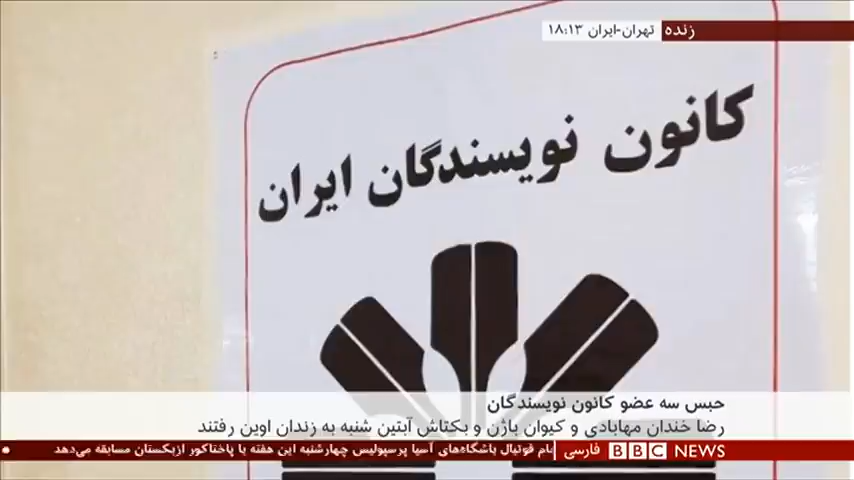 زنده
تهران-ایران ۱۸:۱۳
کانون نویسندگان ایران
حبس سه عضو کانون نویسندگان
رضا خندان مهابادی و کیوان باژن و بکتاش آبتین شنبه به زندان اوین رفتند
BBC NEWS فارسی
نام فوتبال باشگاه‌های آسیا پرسپولیس چهارشنبه این هفته با پاختاکور ازبکستان مسابقه می‌دهد